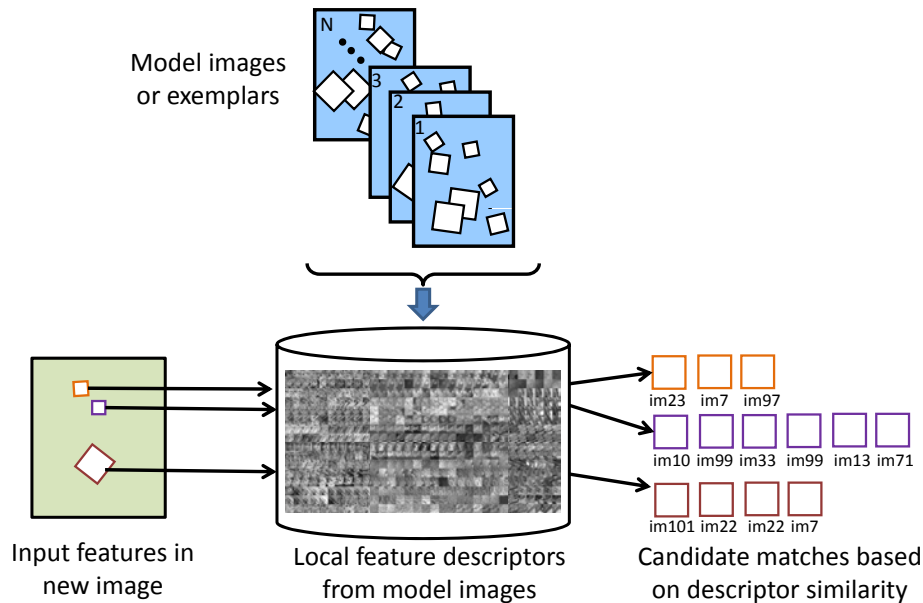 N
Model images
or exemplars
3
2
1
im23 im7 im97
im10 im99 im33 im99 im13 im71
im101 im22 im22 im7
Input features in
new image
Local feature descriptors
from model images
Candidate matches based
on descriptor similarity